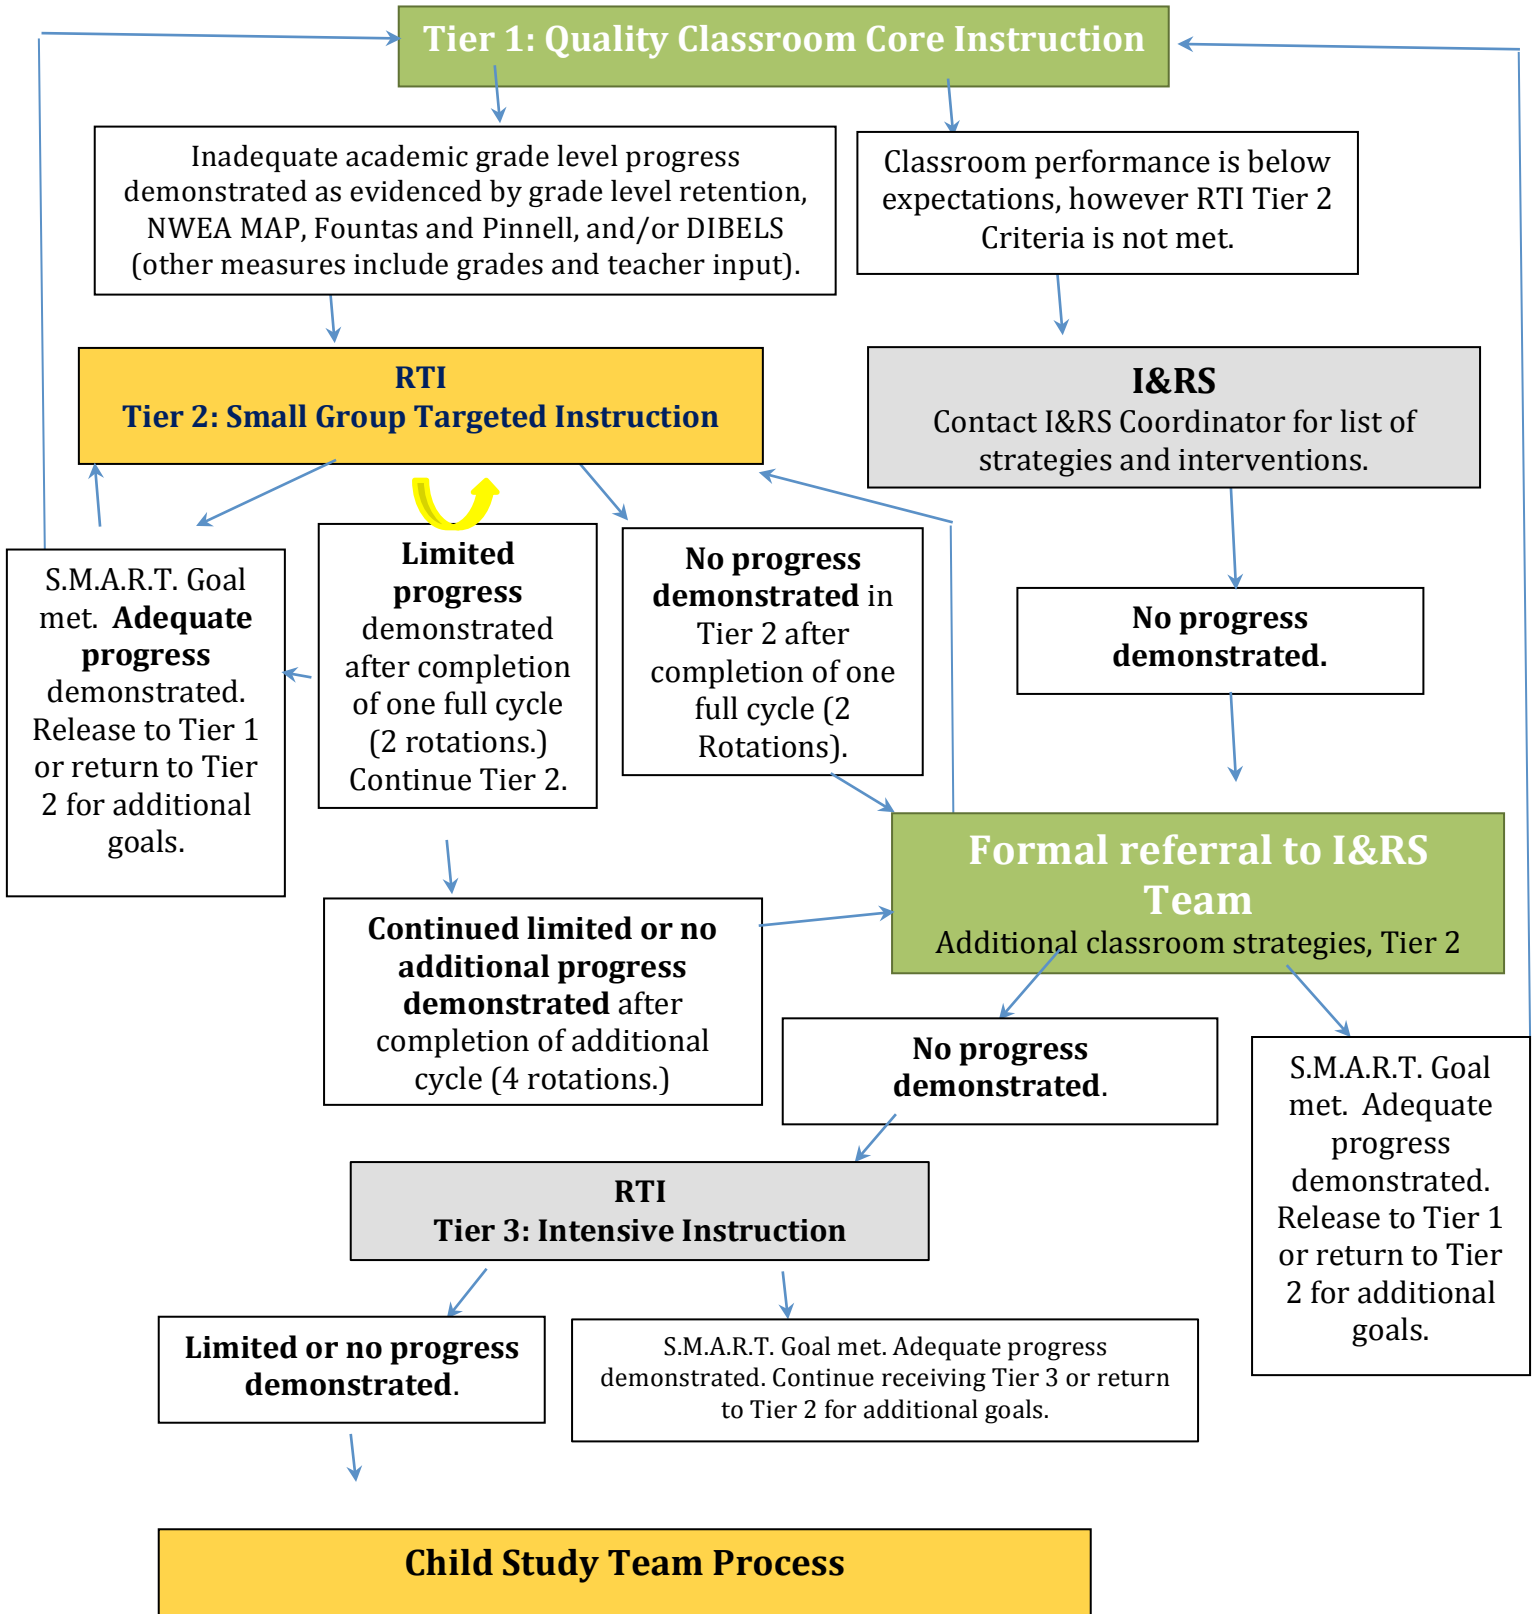 Tier 1: Quality Classroom Core Instruction
Inadequate academic grade level progress
demonstrated as evidenced by grade level retention,
NWEA MAP, Fountas and Pinnell, and/or DIBELS
(other measures include grades and teacher input).
Classroom performance is below
expectations, however RTI Tier 2
Criteria is not met.
RTI
Tier 2: Small Group Targeted Instruction
I&RS
Contact I&RS Coordinator for list of
strategies and interventions.
S.M.A.R.T. Goal
met. Adequate
progress
demonstrated.
Release to Tier 1
or return to Tier
2 for additional
goals.
Limited
progress
demonstrated
after completion
of one full cycle
(2 rotations.)
Continue Tier 2.
No progress
demonstrated in
Tier 2 after
completion of one
full cycle (2
Rotations).
No progress
demonstrated.
Formal referral to I&RS
Team
Additional classroom strategies, Tier 2
Continued limited or no
additional progress
demonstrated after
completion of additional
cycle (4 rotations.)
No progress
demonstrated.
S.M.A.R.T. Goal
met. Adequate
progress
demonstrated.
Release to Tier 1
or return to Tier
2 for additional
goals.
RTI
Tier 3: Intensive Instruction
Limited or no progress
demonstrated.
S.M.A.R.T. Goal met. Adequate progress
demonstrated. Continue receiving Tier 3 or return
to Tier 2 for additional goals.
Child Study Team Process